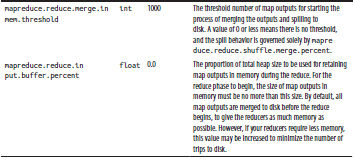 mapreduce.reduce.merge.in int 1000 The threshold number of map outputs for starting the
mem.threshold process of merging the outputs and spilling to
disk. A value of 0 or less means there is no threshold,
and the spill behavior is governed solely by mapre
duce.reduce.shuffle.merge.percent.
mapreduce.reduce.in float 0.0 The proportion of total heap size to be used for retaining
put.buffer.percent map outputs in memory during the reduce. For the
reduce phase to begin, the size of map outputs in
memory must be no more than this size. By default, all
map outputs are merged to disk before the reduce
begins, to give the reducers as much memory as
possible. However, if your reducers require less memory,
this value may be increased to minimize the number of
trips to disk.